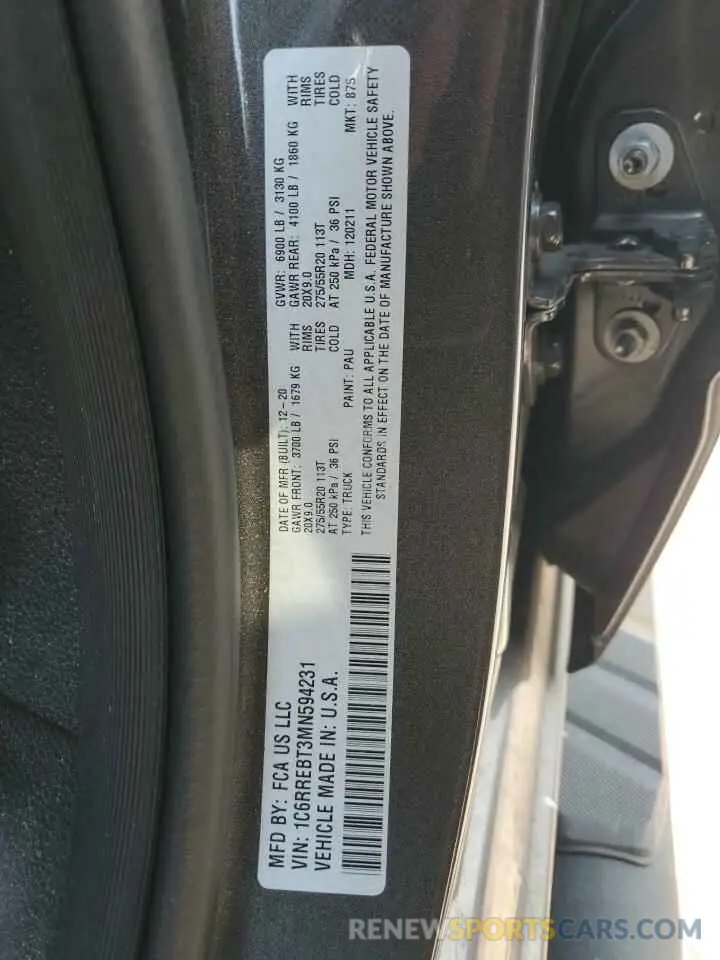 MFD BY: FCA US LLC
VIN: 1C6RREBT3MN594231
VEHICLE MADE IN: U.S.A.
DATE OF MFR (BUILT): 12-20
GAWR FRONT: 3700 LB / 1679 KG WITH
20X9.0 RIMS
275/55R20 113T TIRES
AT 250 kPa / 36 PSI COLD
TYPE: TRUCK PAINT: PAU
GVWR: 6900 LB / 3130 KG
GAWR REAR: 4100 LB / 1860 KG WITH
20X9.0 RIMS
275/55R20 113T TIRES
AT 250 kPa / 36 PSI COLD
MDH: 120211 MKT: B75
THIS VEHICLE CONFORMS TO ALL APPLICABLE U.S.A. FEDERAL MOTOR VEHICLE SAFETY
STANDARDS IN EFFECT ON THE DATE OF MANUFACTURE SHOWN ABOVE.
RENEWSPORTSCARS.COM